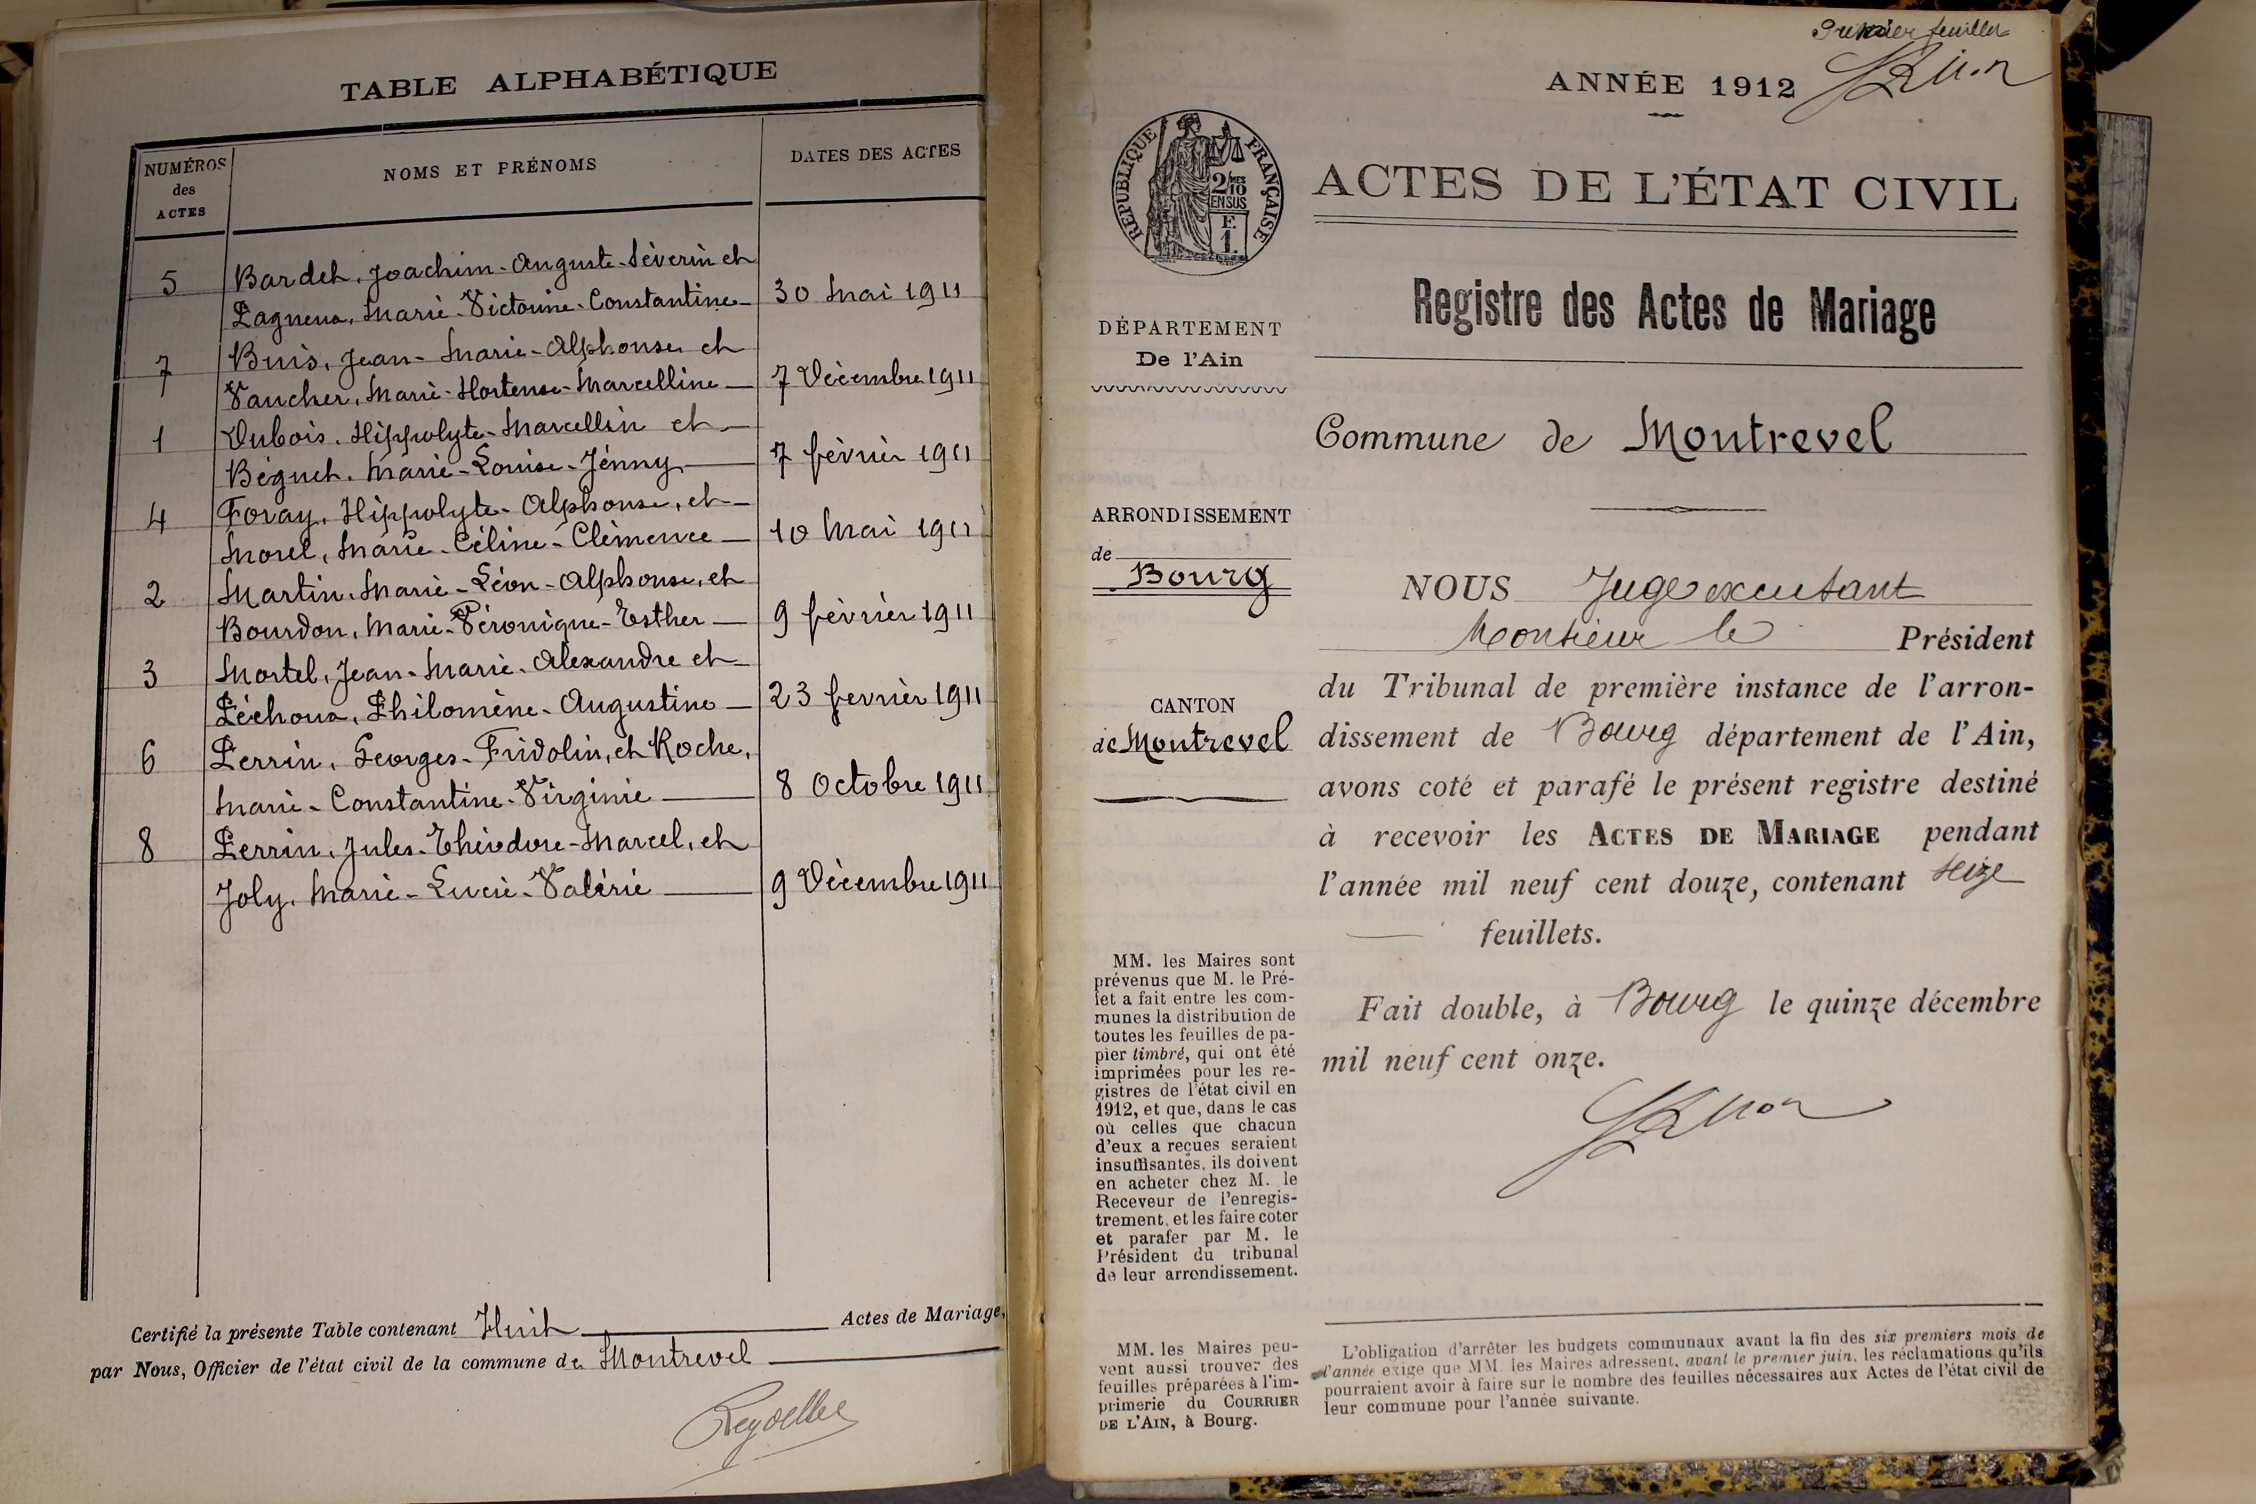 TABLE ALPHABÉTIQUE
NUMÉROS des ACTES
NOMS ET PRÉNOMS
DATES DES ACTES
5 Bardet, Joachim-Auguste-Séverin et
Pagneux, Marie-Victorine-Constantine 30 Mai 1911
7 Buis, Jean-Marie-Alphonse et
Vaucher, Marie-Hortense-Marcelline 7 Décembre 1911
1 Dubois, Hippolyte-Marcellin et
Béguet, Marie-Louise-Jénny 7 février 1911
4 Foray, Hippolyte-Alphonse, et
Morel, Marie-Céline-Clémence 10 Mai 1911
2 Martin, Marie-Léon-Alphonse, et
Bourdon, Marie-Véronique-Esther 9 février 1911
3 Mortel, Jean-Marie-Alexandre et
Péchoux, Philomène-Augustine 23 fevrier 1911
6 Perrin, Georges-Fridolin, et Roche,
Marie-Constantine-Virginie 8 Octobre 1911
8 Perrin, Jules-Théodore-Marcel, et
Joly, Marie-Lucie-Valérie 9 Décembre 1911
Certifié la présente Table contenant Huit Actes de Mariage,
par Nous, Officier de l'état civil de la commune de Montrevel
Premier feuillet
ANNÉE 1912
RÉPUBLIQUE FRANÇAISE
2/10
EN SUS
F.
1.
ACTES DE L'ÉTAT CIVIL
Registre des Actes de Mariage
DÉPARTEMENT
De l'Ain
Commune de Montrevel
ARRONDISSEMENT
de
Bourg
CANTON
de Montrevel
NOUS Juge
Monsieur le Président
du Tribunal de première instance de l'arron-
dissement de Bourg département de l'Ain,
avons coté et parafé le présent registre destiné
à recevoir les ACTES DE MARIAGE pendant
l'année mil neuf cent douze, contenant seize
feuillets.
Fait double, à Bourg le quinze décembre
mil neuf cent onze.
MM. les Maires sont
prévenus que M. le Pré-
fet a fait entre les com-
munes la distribution de
toutes les feuilles de pa-
pier timbré, qui ont été
imprimées pour les re-
gistres de l'état civil en
1912, et que, dans le cas
où celles que chacun
d'eux a reçues seraient
insuffisantes, ils doivent
en acheter chez M. le
Receveur de l'enregis-
trement, et les faire coter
et parafer par M. le
Président du tribunal
de leur arrondissement.
MM. les Maires peu-
vent aussi trouver des
feuilles préparées à l'im-
primerie du COURRIER
DE L'AIN, à Bourg.
L'obligation d'arrêter les budgets communaux avant la fin des six premiers mois de
l'année exige que MM. les Maires adressent, avant le premier juin, les réclamations qu'ils
pourraient avoir à faire sur le nombre des feuilles nécessaires aux Actes de l'état civil de
leur commune pour l'année suivante.